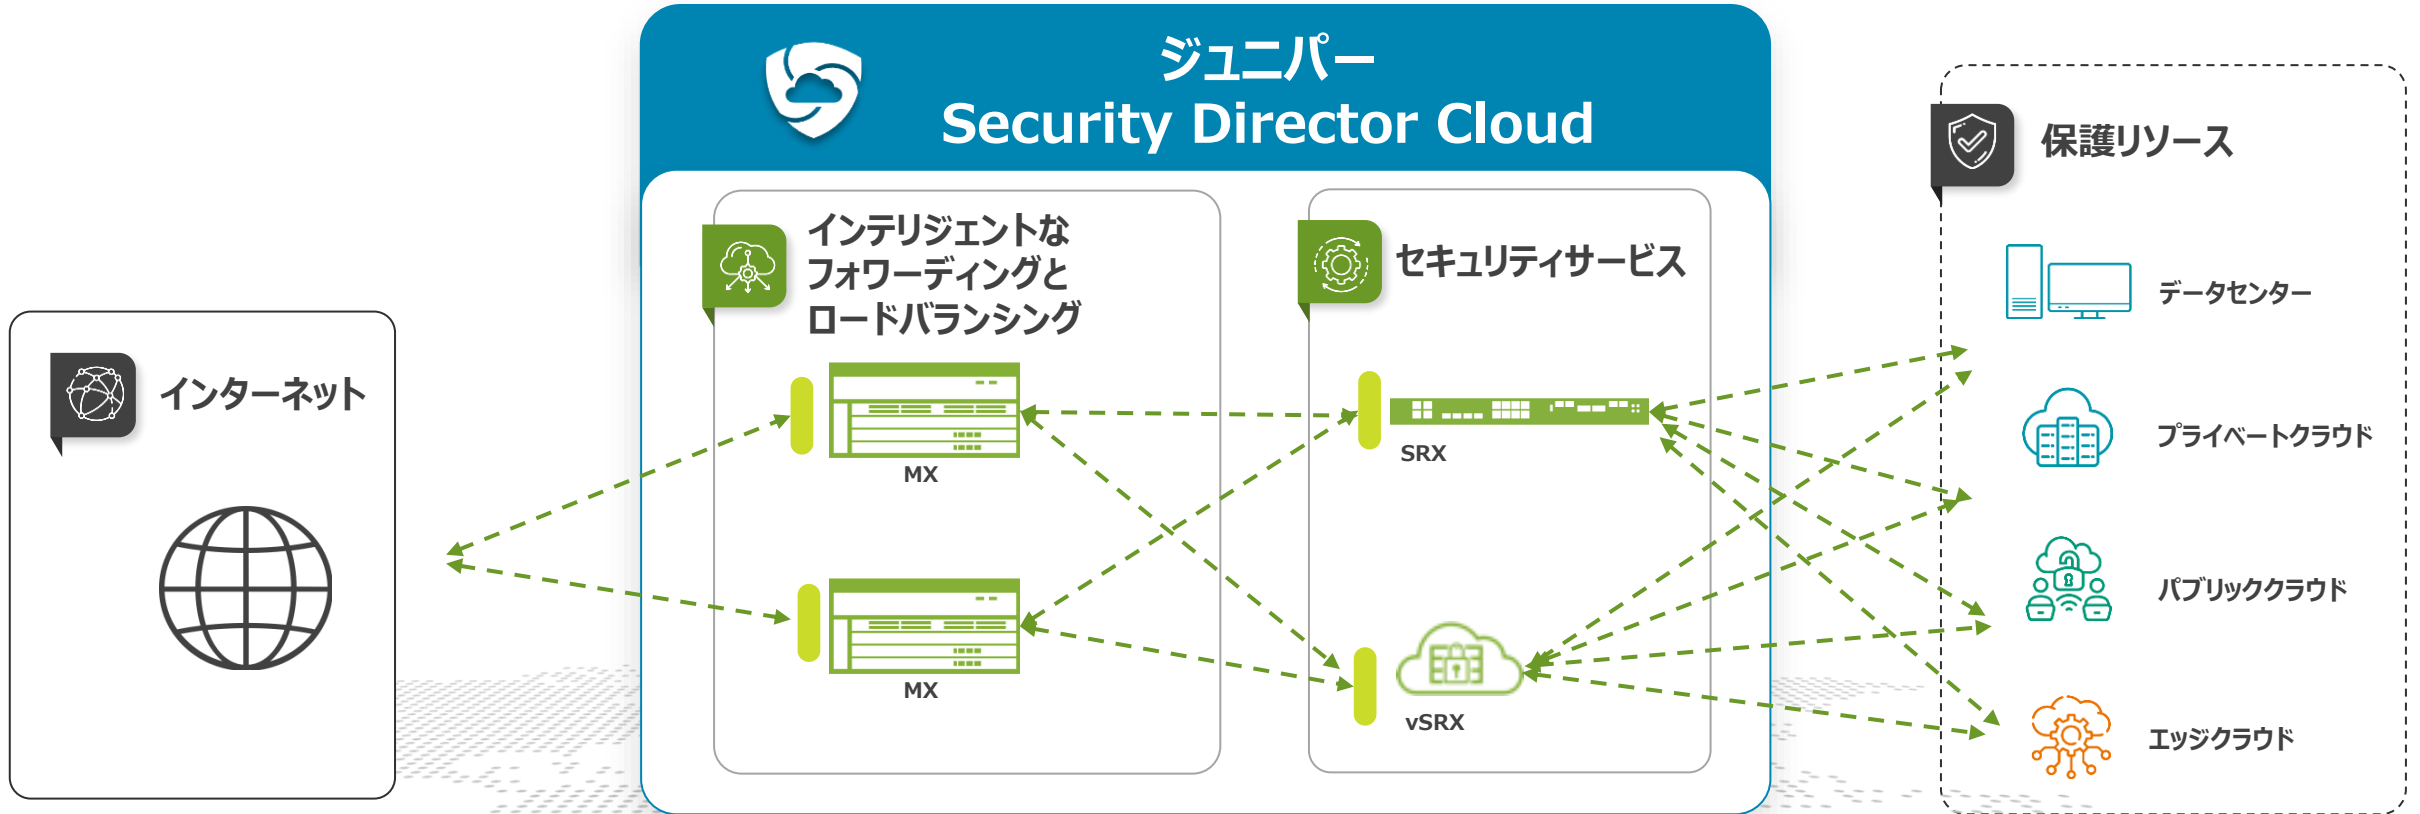 ジュニパー
Security Director Cloud
インターネット
インテリジェントな
フォワーディングと
ロードバランシング
MX
MX
セキュリティサービス
SRX
vSRX
保護リソース
データセンター
プライベートクラウド
パブリッククラウド
エッジクラウド